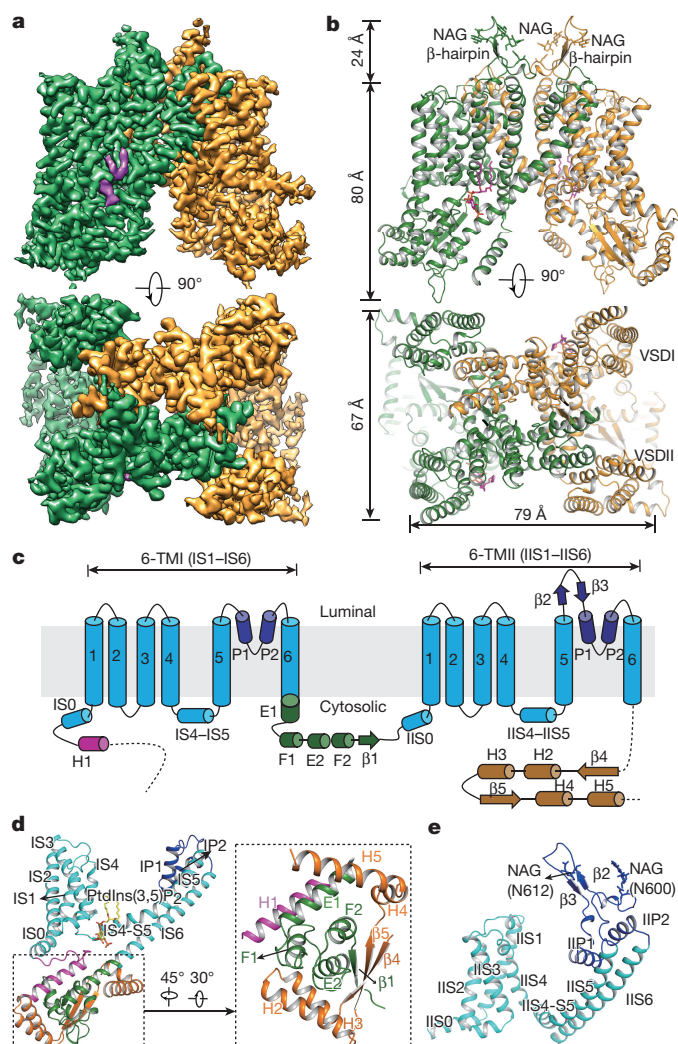 a
90°
b
24 Å
80 Å
67 Å
NAG
NAG
β-hairpin
β-hairpin
90°
VSDI
VSDII
79 Å
c
6-TMI (IS1–IS6)
6-TMII (IIS1–IIS6)
Luminal
β2
β3
1
2
3
4
5
P1
P2
6
1
2
3
4
5
P1
P2
6
IS0
IS4–IS5
E1
Cytosolic
IIS0
IIS4–IIS5
H1
F1
E2
F2
β1
H3
H2
β4
β5
H4
H5
d
IS3
IS2
IS4
IS1
IS0
IP1
IP2
IS5
PtdIns(3,5)P2
IS4-S5
IS6
45°
30°
H5
H1
E1
F2
H4
β5
β4
F1
E2
β1
H2
H3
e
NAG
(N612)
β2
β3
NAG
(N600)
IIP2
IIP1
IIS1
IIS3
IIS2
IIS4
IIS5
IIS4-S5
IIS6
IIS0